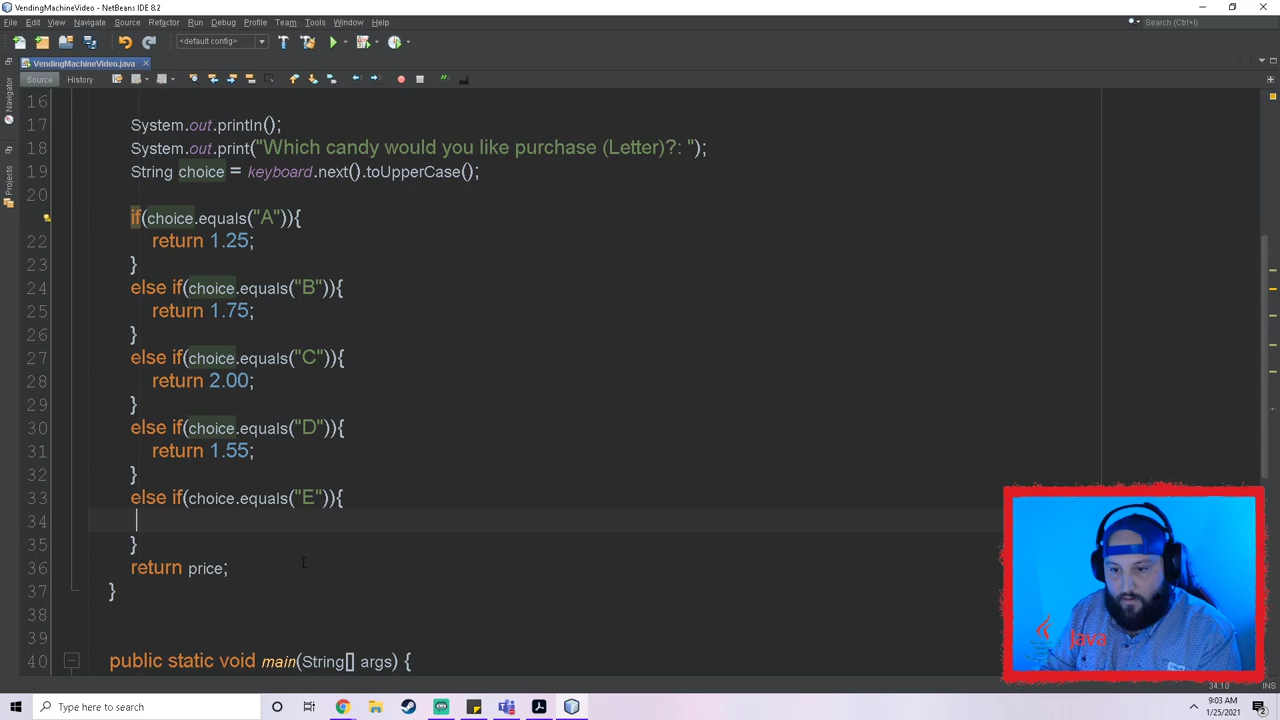 VendingMachineVideo - NetBeans IDE 8.2
File Edit View Navigate Source Refactor Run Debug Profile Team Tools Window Help
Search (Ctrl+I)
<default config>
VendingMachineVideo.java
Source History
Navigator
Projects
16
17 System.out.println();
18 System.out.print("Which candy would you like purchase (Letter)?: ");
19 String choice = keyboard.next().toUpperCase();
20
if(choice.equals("A")){
22 return 1.25;
23 }
24 else if(choice.equals("B")){
25 return 1.75;
26 }
27 else if(choice.equals("C")){
28 return 2.00;
29 }
30 else if(choice.equals("D")){
31 return 1.55;
32 }
33 else if(choice.equals("E")){
34
35 }
36 return price;
37 }
38
39
40 public static void main(String[] args) {
Java
34:10 INS
Type here to search
9:03 AM
1/25/2021
2